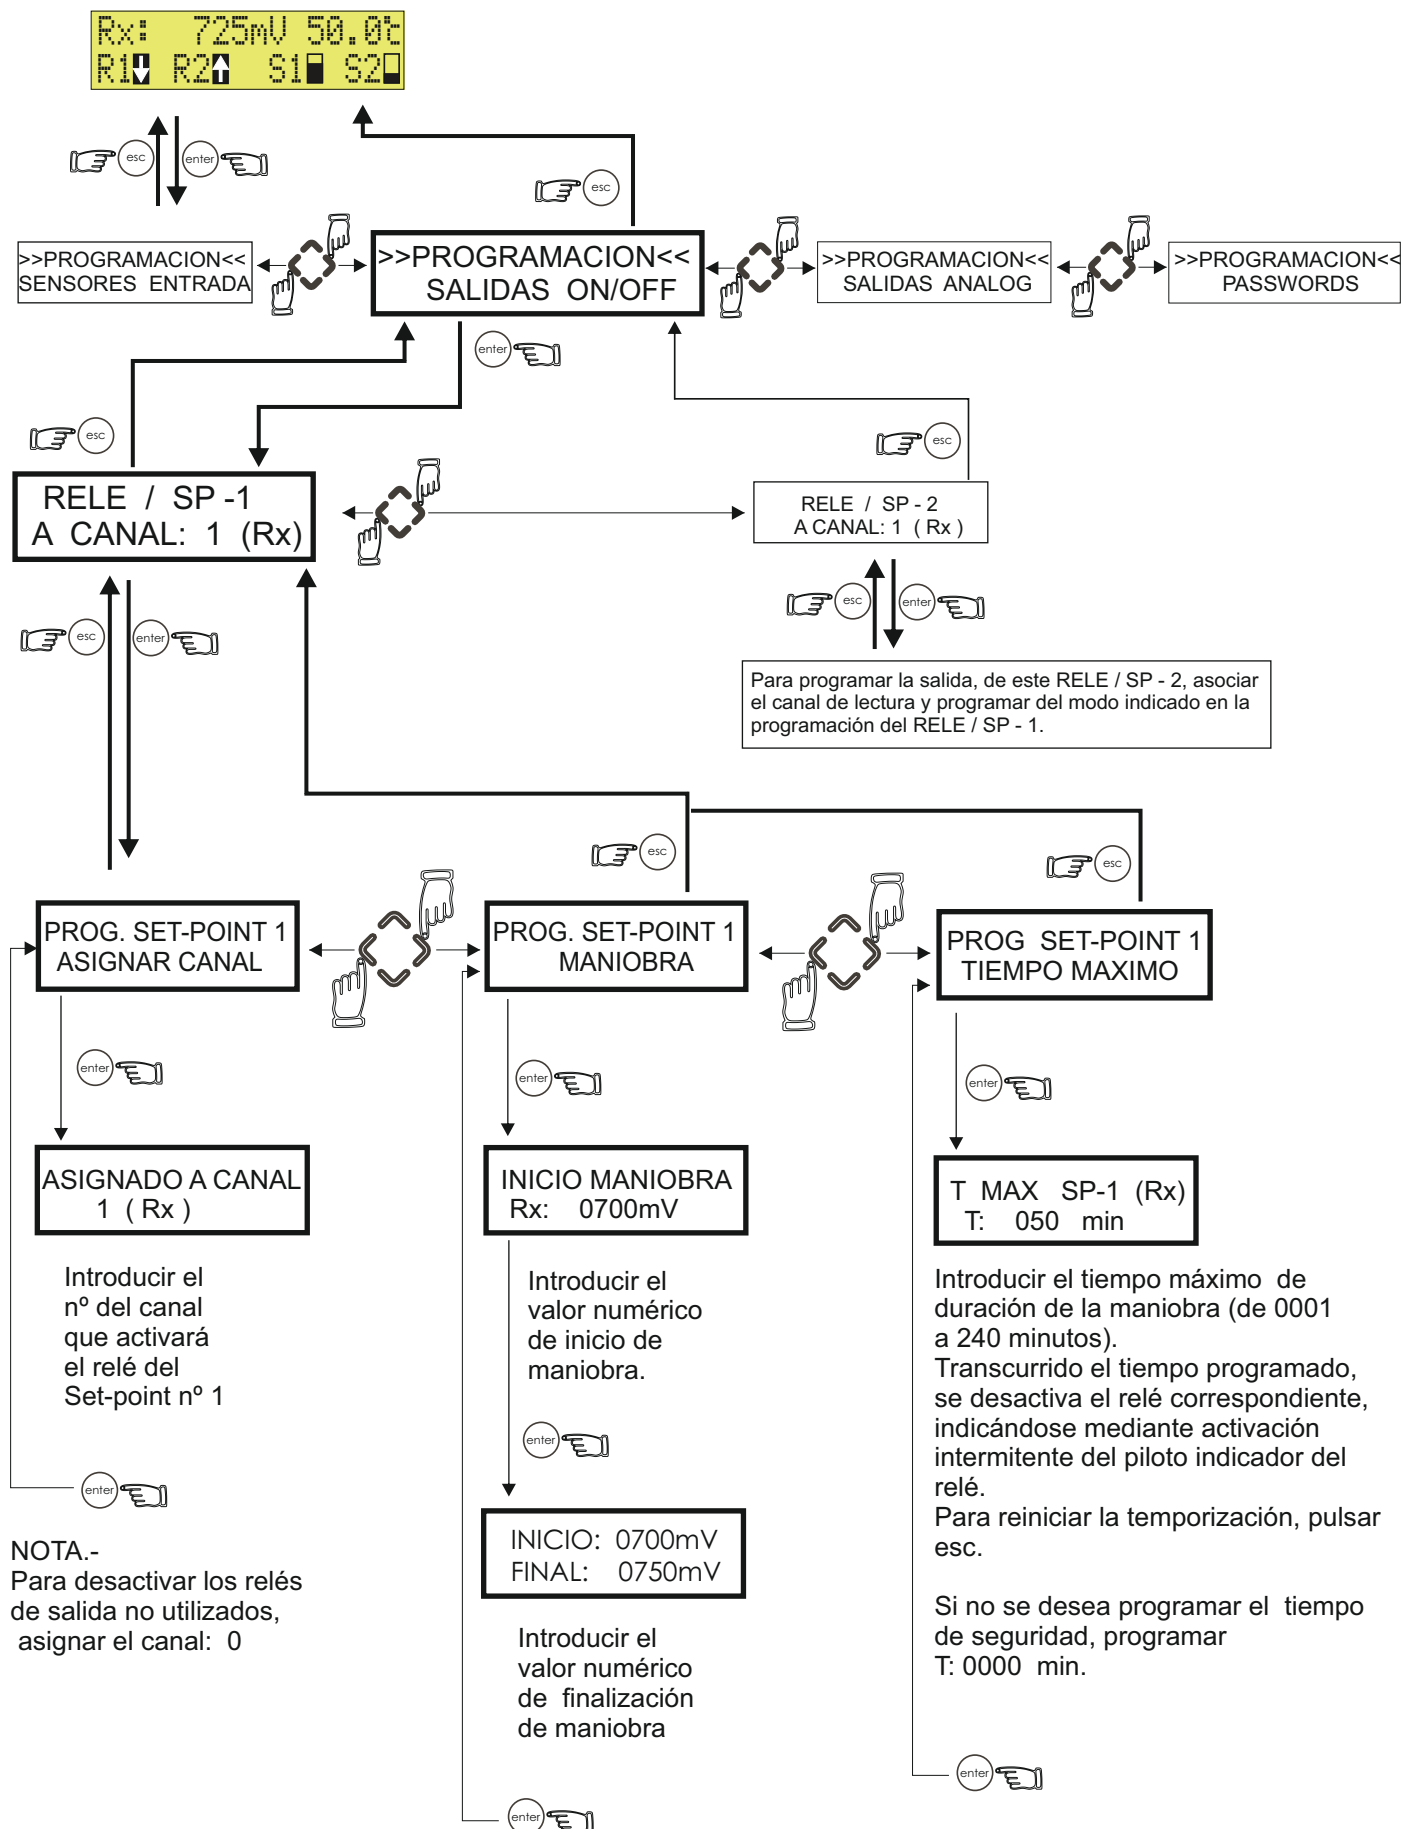 Rx: 725mV 50.0℃
R1 R2 S1 S2
esc
enter
esc
>>PROGRAMACION<<
SENSORES ENTRADA
>>PROGRAMACION<<
SALIDAS ON/OFF
>>PROGRAMACION<<
SALIDAS ANALOG
>>PROGRAMACION<<
PASSWORDS
enter
esc
esc
RELE / SP -1
A CANAL: 1 (Rx)
RELE / SP - 2
A CANAL: 1 ( Rx )
esc
enter
esc
enter
Para programar la salida, de este RELE / SP - 2, asociar
el canal de lectura y programar del modo indicado en la
programación del RELE / SP - 1.
esc
esc
PROG. SET-POINT 1
ASIGNAR CANAL
PROG. SET-POINT 1
MANIOBRA
PROG SET-POINT 1
TIEMPO MAXIMO
enter
enter
enter
ASIGNADO A CANAL
1 ( Rx )
INICIO MANIOBRA
Rx: 0700mV
T MAX SP-1 (Rx)
T: 050 min
Introducir el
nº del canal
que activará
el relé del
Set-point nº 1
enter
NOTA.-
Para desactivar los relés
de salida no utilizados,
asignar el canal: 0
Introducir el
valor numérico
de inicio de
maniobra.
enter
INICIO: 0700mV
FINAL: 0750mV
Introducir el
valor numérico
de finalización
de maniobra
enter
Introducir el tiempo máximo de
duración de la maniobra (de 0001
a 240 minutos).
Transcurrido el tiempo programado,
se desactiva el relé correspondiente,
indicándose mediante activación
intermitente del piloto indicador del
relé.
Para reiniciar la temporización, pulsar
esc.
Si no se desea programar el tiempo
de seguridad, programar
T: 0000 min.
enter